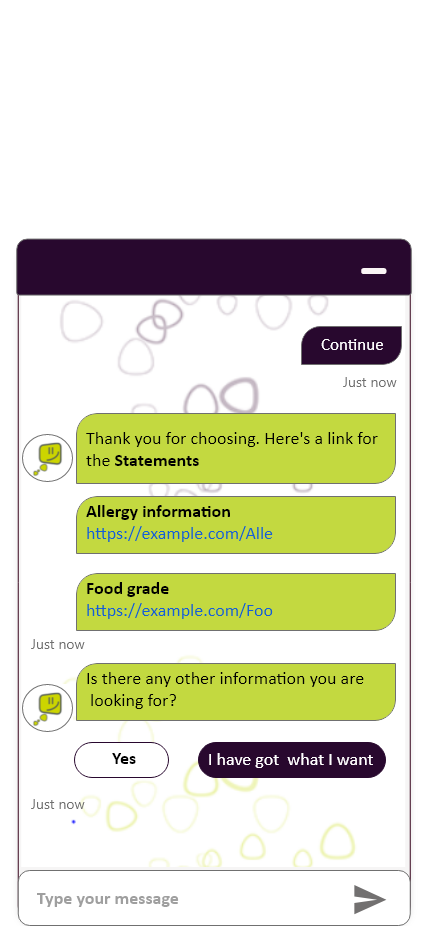 Continue
Just now
Thank you for choosing. Here's a link for
the Statements
Allergy information
https://example.com/Alle
Food grade
https://example.com/Foo
Just now
Is there any other information you are
looking for?
Yes
I have got what I want
Just now
Type your message